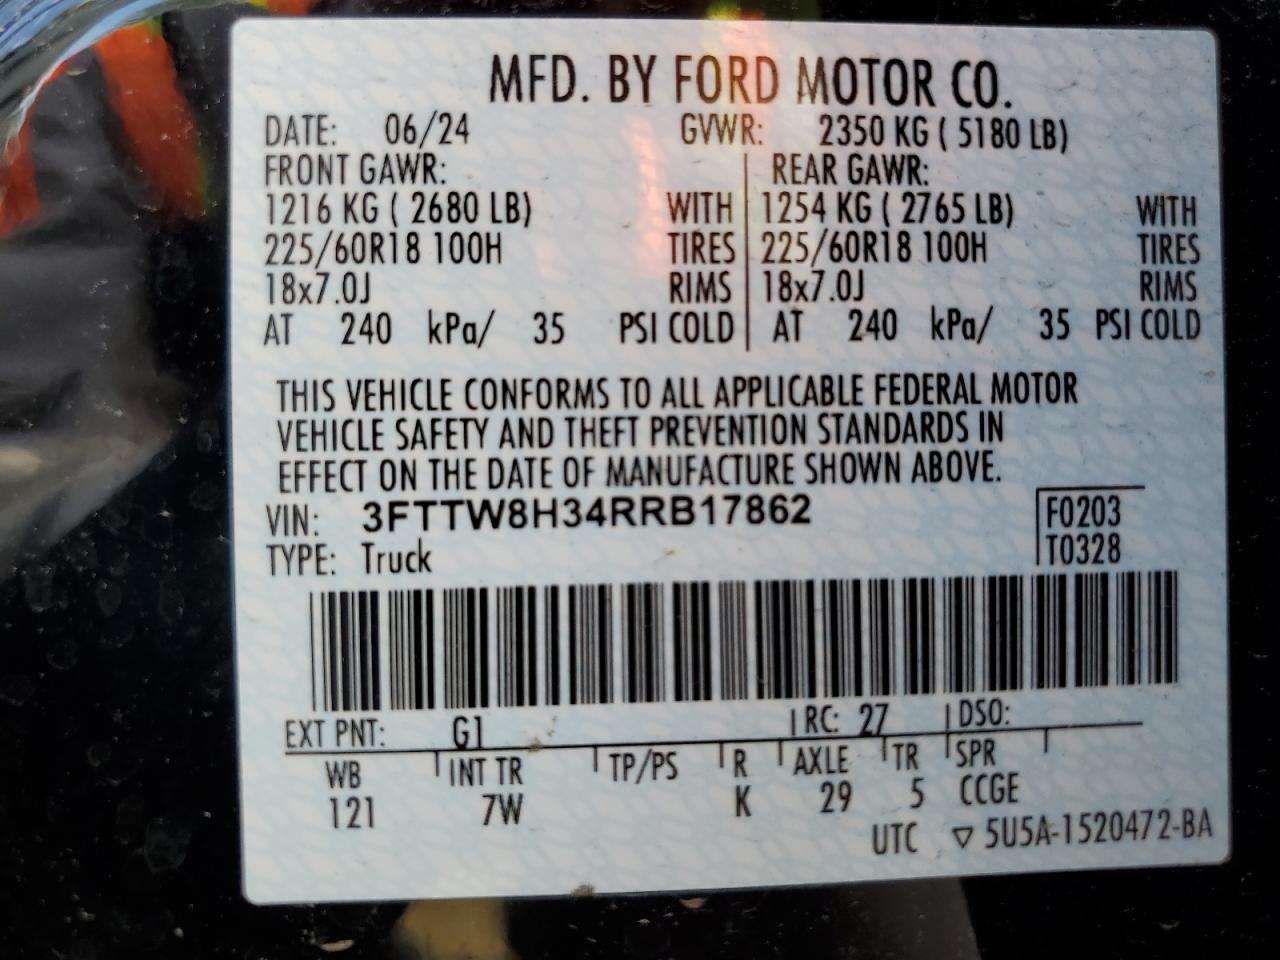 MFD. BY FORD MOTOR CO.
DATE: 06/24 GVWR: 2350 KG ( 5180 LB)
FRONT GAWR: REAR GAWR:
1216 KG ( 2680 LB) WITH 1254 KG ( 2765 LB) WITH
225/60R18 100H TIRES 225/60R18 100H TIRES
18x7.0J RIMS 18x7.0J RIMS
AT 240 kPa/ 35 PSI COLD AT 240 kPa/ 35 PSI COLD
THIS VEHICLE CONFORMS TO ALL APPLICABLE FEDERAL MOTOR
VEHICLE SAFETY AND THEFT PREVENTION STANDARDS IN
EFFECT ON THE DATE OF MANUFACTURE SHOWN ABOVE.
VIN: 3FTTW8H34RRB17862 F0203
TYPE: Truck T0328
EXT PNT: G1 RC: 27 DSO:
WB INT TR TP/PS R AXLE TR SPR
121 7W K 29 5 CCGE
UTC ▽ 5U5A-1520472-BA